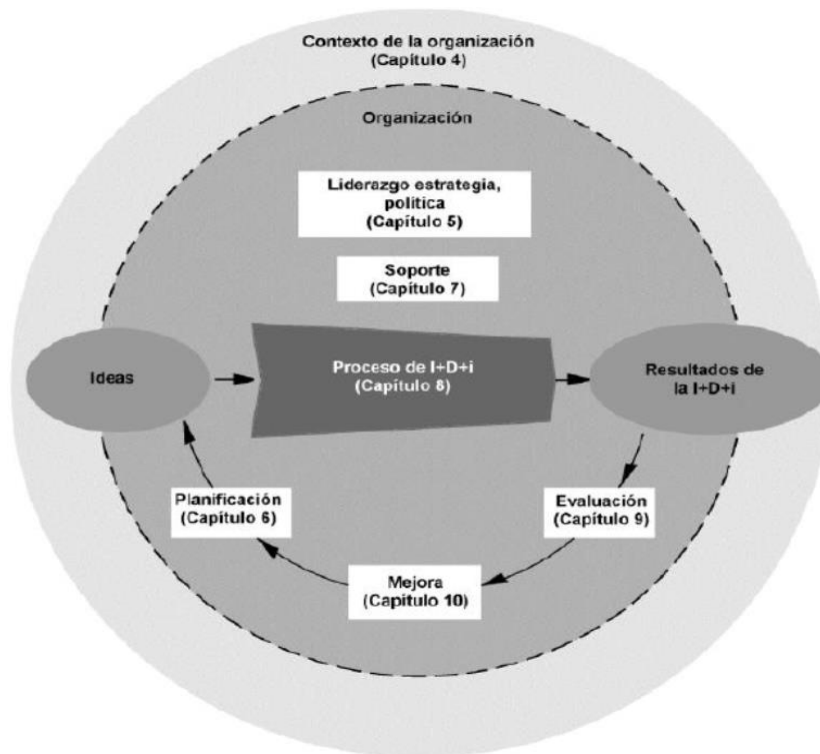 Contexto de la organización
(Capítulo 4)
Organización
Liderazgo estrategia,
política
(Capítulo 5)
Soporte
(Capítulo 7)
Ideas
Proceso de I+D+i
(Capítulo 8)
Resultados de
la I+D+i
Planificación
(Capítulo 6)
Evaluación
(Capítulo 9)
Mejora
(Capítulo 10)